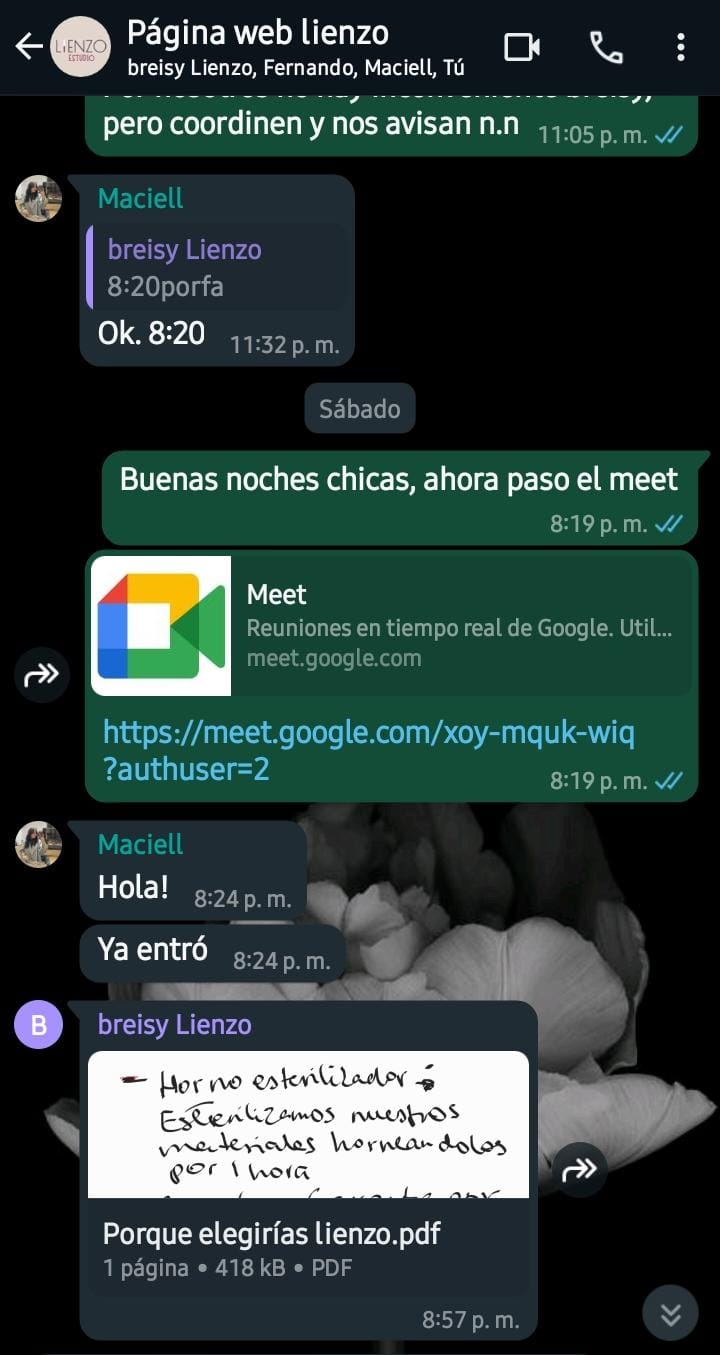 LIENZO
ESTUDIO
Página web lienzo
breisy Lienzo, Fernando, Maciell, Tú
pero coordinen y nos avisan n.n 11:05 p. m.
Maciell
breisy Lienzo
8:20porfa
Ok. 8:20 11:32 p. m.
Sábado
Buenas noches chicas, ahora paso el meet
8:19 p. m.
Meet
Reuniones en tiempo real de Google. Util...
meet.google.com
https://meet.google.com/xoy-mquk-wiq
?authuser=2 8:19 p. m.
Maciell
Hola! 8:24 p. m.
Ya entró 8:24 p. m.
B breisy Lienzo
- Horno esterilizador :
Esterilizamos nuestros
materiales horneandolos
por 1 hora
Porque elegirías lienzo.pdf
1 página • 418 kB • PDF
8:57 p. m.